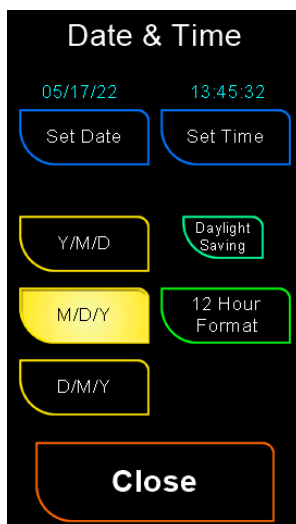 Date & Time
05/17/22 13:45:32
Set Date Set Time
Y/M/D
Daylight
Saving
M/D/Y
12 Hour
Format
D/M/Y
Close